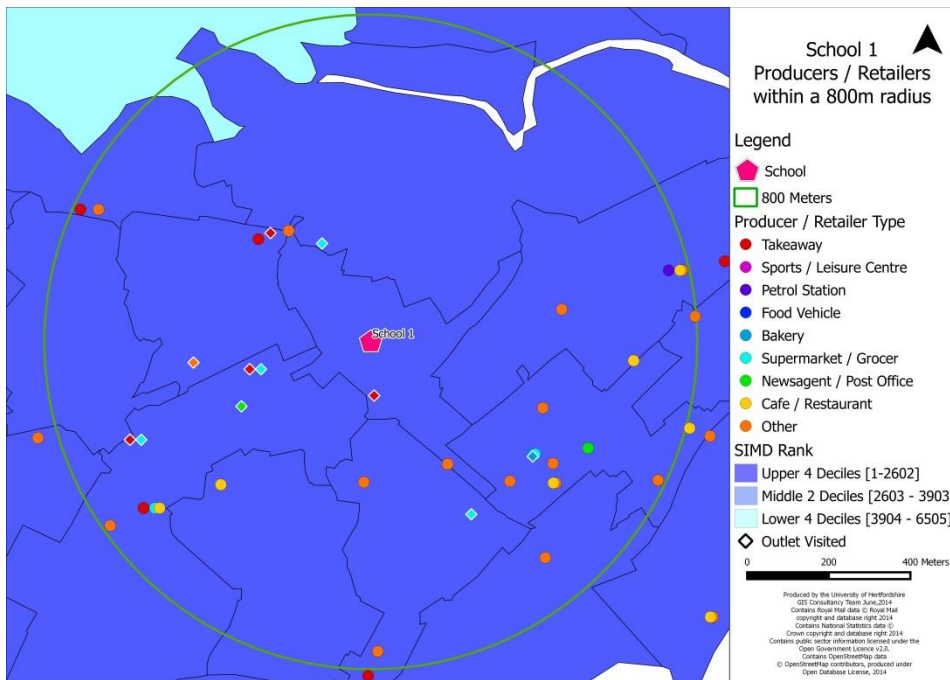 School 1
Producers / Retailers
within a 800m radius
Legend
School
800 Meters
Producer / Retailer Type
Takeaway
Sports / Leisure Centre
Petrol Station
Food Vehicle
Bakery
Supermarket / Grocer
Newsagent / Post Office
Cafe / Restaurant
Other
SIMD Rank
Upper 4 Deciles [1-2602]
Middle 2 Deciles [2603 - 3903]
Lower 4 Deciles [3904 - 6505]
Outlet Visited
0 200 400 Meters
Produced by the University of Hertfordshire
GIS Consultancy Team June,2014
Contains Royal Mail data © Royal Mail
copyright and database right 2014
Contains National Statistics data ©
Crown copyright and database right 2014
Contains public sector information licensed under the
Open Government Licence v2.0.
Contains OpenStreetMap data
© OpenStreetMap contributors, produced under
Open Database License, 2014
School 1